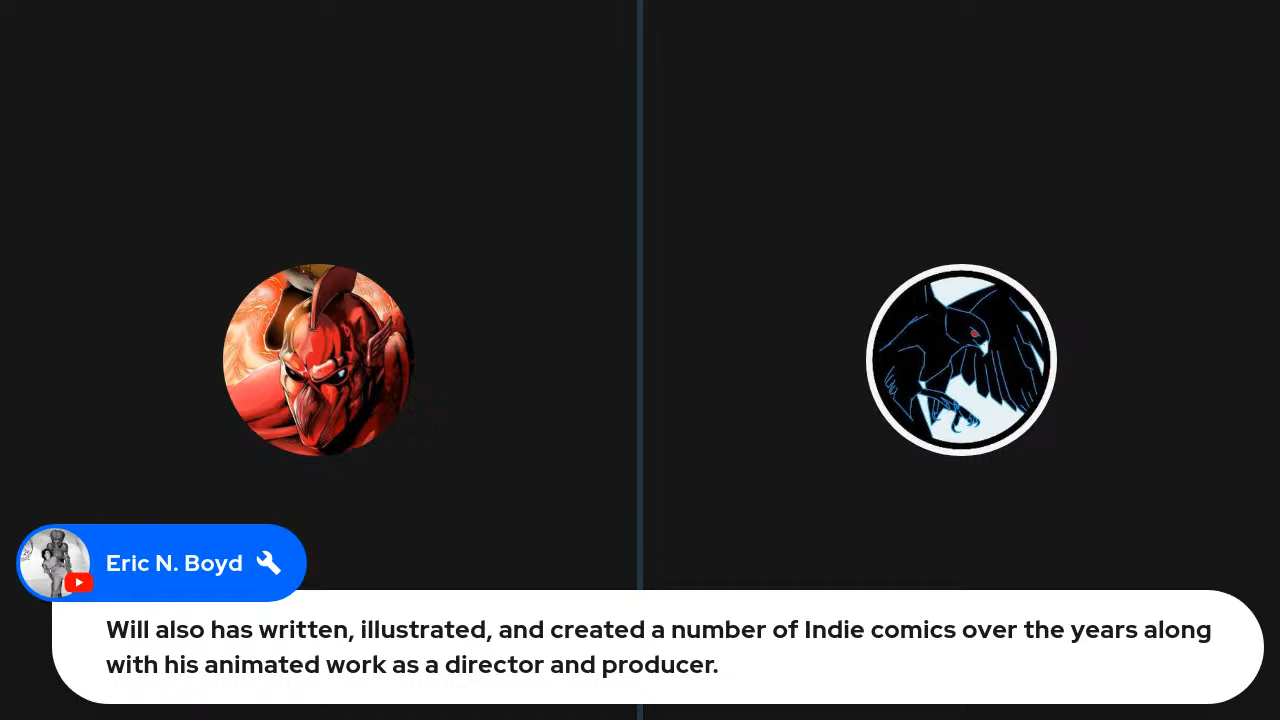 Eric N. Boyd
Will also has written, illustrated, and created a number of Indie comics over the years along
with his animated work as a director and producer.